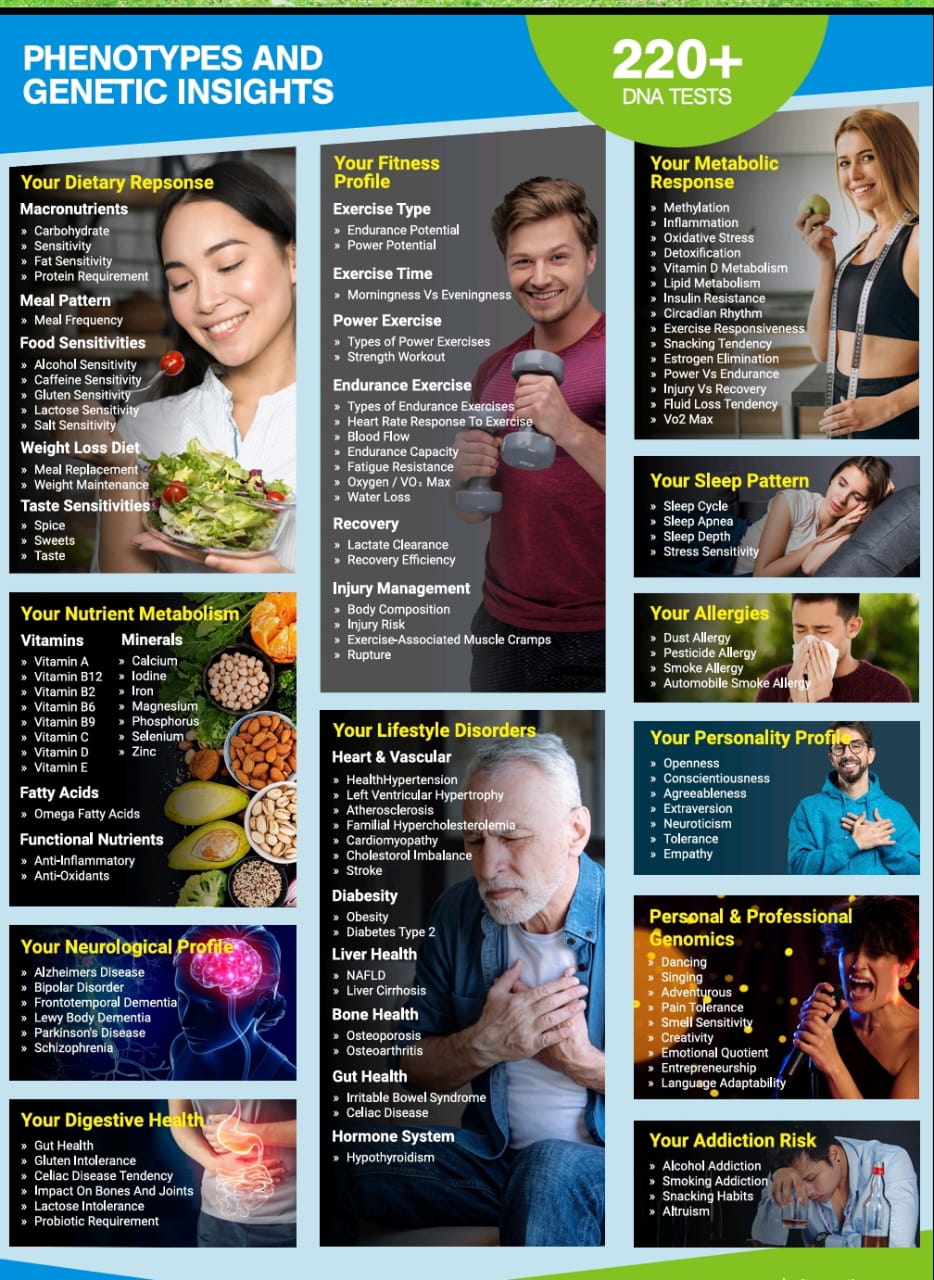 PHENOTYPES AND
GENETIC INSIGHTS
220+
DNA TESTS
Your Dietary Repsonse
Macronutrients
» Carbohydrate
» Sensitivity
» Fat Sensitivity
» Protein Requirement
Meal Pattern
» Meal Frequency
Food Sensitivities
» Alcohol Sensitivity
» Caffeine Sensitivity
» Gluten Sensitivity
» Lactose Sensitivity
» Salt Sensitivity
Weight Loss Diet
» Meal Replacement
» Weight Maintenance
Taste Sensitivities
» Spice
» Sweets
» Taste
Your Nutrient Metabolism
Vitamins
» Vitamin A
» Vitamin B12
» Vitamin B2
» Vitamin B6
» Vitamin B9
» Vitamin C
» Vitamin D
» Vitamin E
Minerals
» Calcium
» Iodine
» Iron
» Magnesium
» Phosphorus
» Selenium
» Zinc
Fatty Acids
» Omega Fatty Acids
Functional Nutrients
» Anti-Inflammatory
» Anti-Oxidants
Your Neurological Profile
» Alzheimers Disease
» Bipolar Disorder
» Frontotemporal Dementia
» Lewy Body Dementia
» Parkinson's Disease
» Schizophrenia
Your Digestive Health
» Gut Health
» Gluten Intolerance
» Celiac Disease Tendency
» Impact On Bones And Joints
» Lactose Intolerance
» Probiotic Requirement
Your Fitness
Profile
Exercise Type
» Endurance Potential
» Power Potential
Exercise Time
» Morningness Vs Eveningness
Power Exercise
» Types of Power Exercises
» Strength Workout
Endurance Exercise
» Types of Endurance Exercises
» Heart Rate Response To Exercise
» Blood Flow
» Endurance Capacity
» Fatigue Resistance
» Oxygen / VO₂ Max
» Water Loss
Recovery
» Lactate Clearance
» Recovery Efficiency
Injury Management
» Body Composition
» Injury Risk
» Exercise-Associated Muscle Cramps
» Rupture
Your Lifestyle Disorders
Heart & Vascular
» HealthHypertension
» Left Ventricular Hypertrophy
» Atherosclerosis
» Familial Hypercholesterolemia
» Cardiomyopathy
» Cholestorol Imbalance
» Stroke
Diabesity
» Obesity
» Diabetes Type 2
Liver Health
» NAFLD
» Liver Cirrhosis
Bone Health
» Osteoporosis
» Osteoarthritis
Gut Health
» Irritable Bowel Syndrome
» Celiac Disease
Hormone System
» Hypothyroidism
Your Metabolic
Response
» Methylation
» Inflammation
» Oxidative Stress
» Detoxification
» Vitamin D Metabolism
» Lipid Metabolism
» Insulin Resistance
» Circadian Rhythm
» Exercise Responsiveness
» Snacking Tendency
» Estrogen Elimination
» Power Vs Endurance
» Injury Vs Recovery
» Fluid Loss Tendency
» Vo2 Max
Your Sleep Pattern
» Sleep Cycle
» Sleep Apnea
» Sleep Depth
» Stress Sensitivity
Your Allergies
» Dust Allergy
» Pesticide Allergy
» Smoke Allergy
» Automobile Smoke Allergy
Your Personality Profile
» Openness
» Conscientiousness
» Agreeableness
» Extraversion
» Neuroticism
» Tolerance
» Empathy
Personal & Professional
Genomics
» Dancing
» Singing
» Adventurous
» Pain Tolerance
» Smell Sensitivity
» Creativity
» Emotional Quotient
» Entrepreneurship
» Language Adaptability
Your Addiction Risk
» Alcohol Addiction
» Smoking Addiction
» Snacking Habits
» Altruism